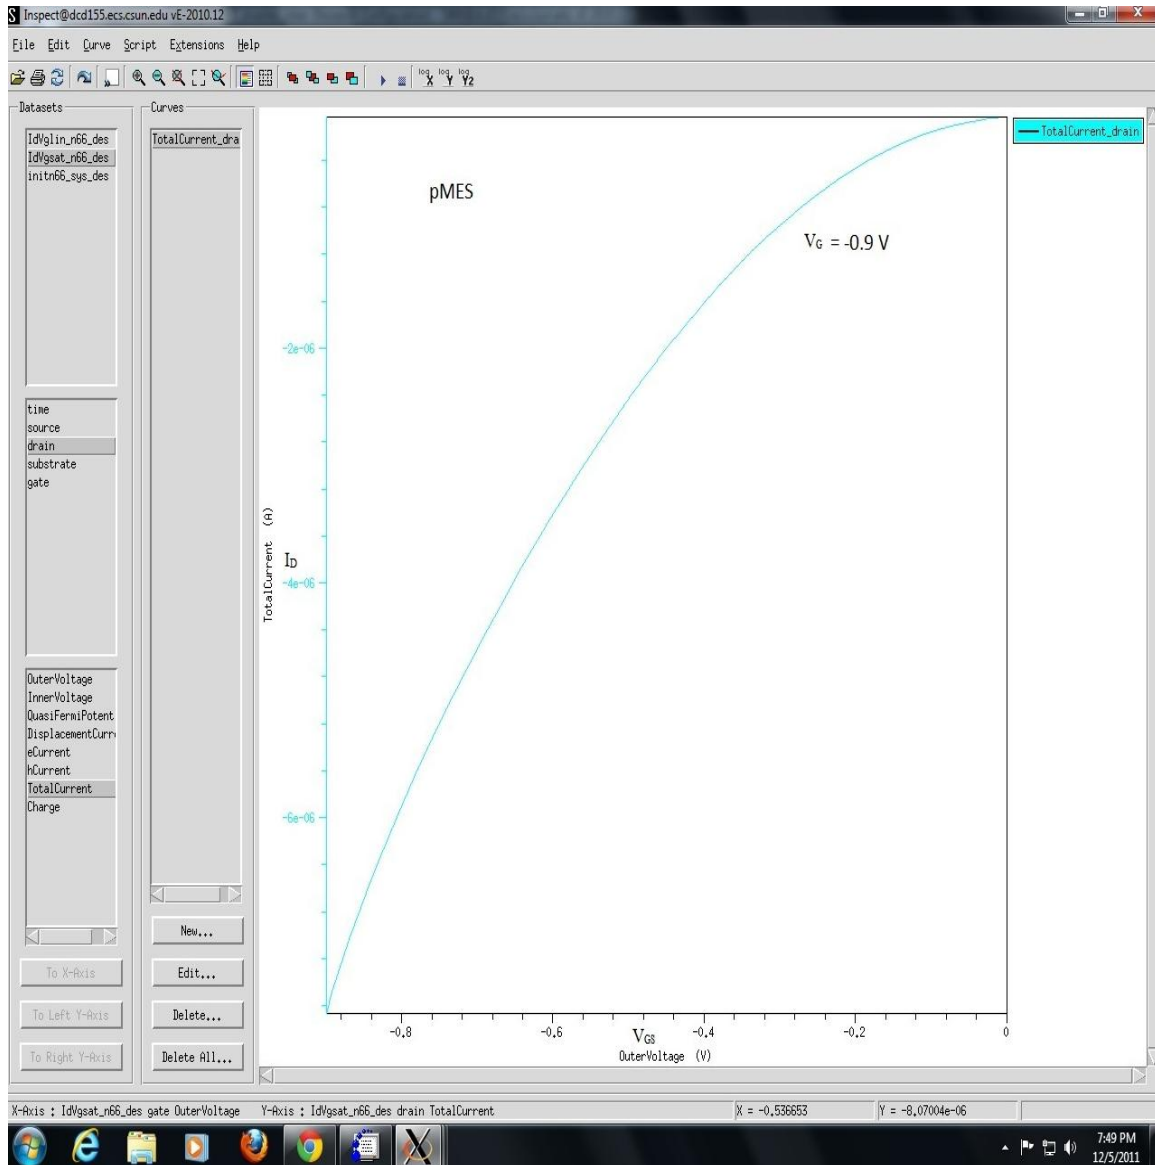 Inspect@dcd155.ecs.csun.edu vE-2010.12
File Edit Curve Script Extensions Help
log X log Y log Y2
Datasets
IdVglin_n66_des
IdVgsat_n66_des
initn66_sys_des
time
source
drain
substrate
gate
OuterVoltage
InnerVoltage
QuasiFermiPotent
DisplacementCurr
eCurrent
hCurrent
TotalCurrent
Charge
To X-Axis
To Left Y-Axis
To Right Y-Axis
Curves
TotalCurrent_dra
New...
Edit...
Delete...
Delete All...
TotalCurrent_drain
pMES
VG = -0.9 V
-2e-06
-4e-06
-6e-06
TotalCurrent (A)
ID
-0.8 -0.6 -0.4 -0.2 0
VGS
OuterVoltage (V)
X-Axis : IdVgsat_n66_des gate OuterVoltage Y-Axis : IdVgsat_n66_des drain TotalCurrent
X = -0.536653 Y = -8.07004e-06
7:49 PM
12/5/2011